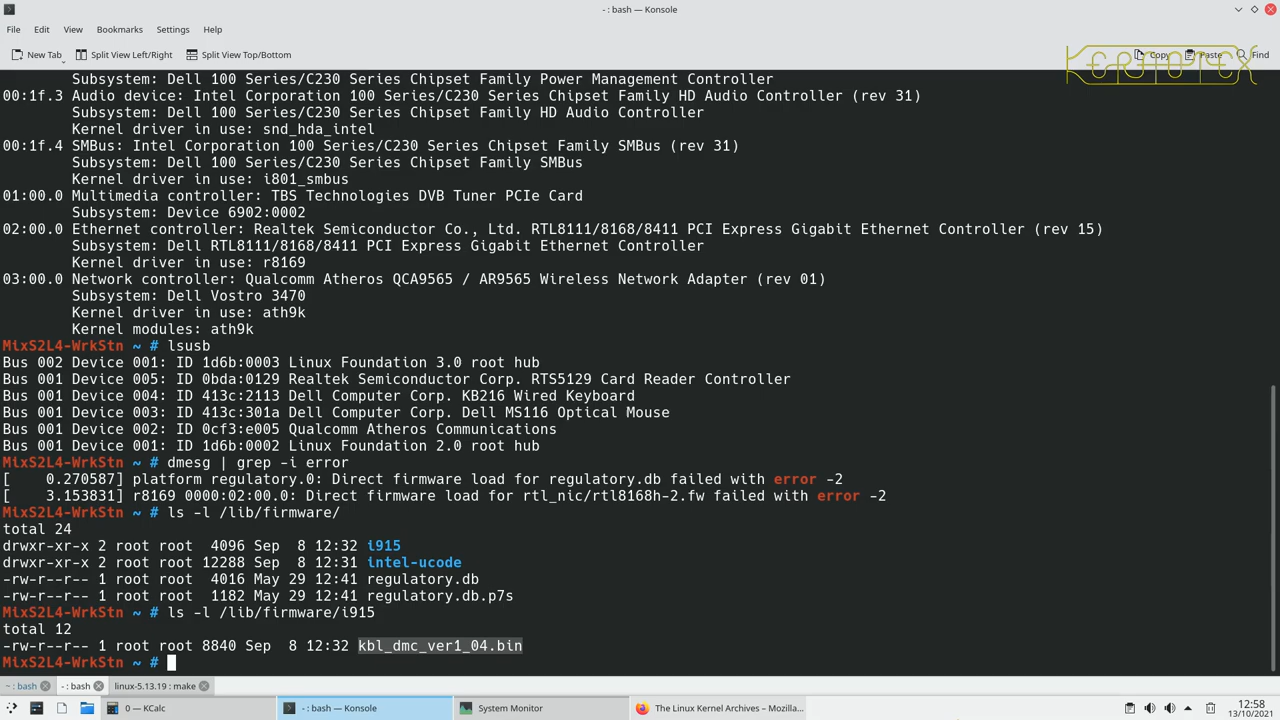 - : bash — Konsole
File Edit View Bookmarks Settings Help
New Tab Split View Left/Right Split View Top/Bottom Copy Paste Find
Subsystem: Dell 100 Series/C230 Series Chipset Family Power Management Controller
00:1f.3 Audio device: Intel Corporation 100 Series/C230 Series Chipset Family HD Audio Controller (rev 31)
Subsystem: Dell 100 Series/C230 Series Chipset Family HD Audio Controller
Kernel driver in use: snd_hda_intel
00:1f.4 SMBus: Intel Corporation 100 Series/C230 Series Chipset Family SMBus (rev 31)
Subsystem: Dell 100 Series/C230 Series Chipset Family SMBus
Kernel driver in use: i801_smbus
01:00.0 Multimedia controller: TBS Technologies DVB Tuner PCIe Card
Subsystem: Device 6902:0002
02:00.0 Ethernet controller: Realtek Semiconductor Co., Ltd. RTL8111/8168/8411 PCI Express Gigabit Ethernet Controller (rev 15)
Subsystem: Dell RTL8111/8168/8411 PCI Express Gigabit Ethernet Controller
Kernel driver in use: r8169
03:00.0 Network controller: Qualcomm Atheros QCA9565 / AR9565 Wireless Network Adapter (rev 01)
Subsystem: Dell Vostro 3470
Kernel driver in use: ath9k
Kernel modules: ath9k
MixS2L4-WrkStn ~ # lsusb
Bus 002 Device 001: ID 1d6b:0003 Linux Foundation 3.0 root hub
Bus 001 Device 005: ID 0bda:0129 Realtek Semiconductor Corp. RTS5129 Card Reader Controller
Bus 001 Device 004: ID 413c:2113 Dell Computer Corp. KB216 Wired Keyboard
Bus 001 Device 003: ID 413c:301a Dell Computer Corp. Dell MS116 Optical Mouse
Bus 001 Device 002: ID 0cf3:e005 Qualcomm Atheros Communications
Bus 001 Device 001: ID 1d6b:0002 Linux Foundation 2.0 root hub
MixS2L4-WrkStn ~ # dmesg | grep -i error
[    0.270587] platform regulatory.0: Direct firmware load for regulatory.db failed with error -2
[    3.153831] r8169 0000:02:00.0: Direct firmware load for rtl_nic/rtl8168h-2.fw failed with error -2
MixS2L4-WrkStn ~ # ls -l /lib/firmware/
total 24
drwxr-xr-x 2 root root  4096 Sep  8 12:32 i915
drwxr-xr-x 2 root root 12288 Sep  8 12:31 intel-ucode
-rw-r--r-- 1 root root  4016 May 29 12:41 regulatory.db
-rw-r--r-- 1 root root  1182 May 29 12:41 regulatory.db.p7s
MixS2L4-WrkStn ~ # ls -l /lib/firmware/i915
total 12
-rw-r--r-- 1 root root 8840 Sep  8 12:32 kbl_dmc_ver1_04.bin
MixS2L4-WrkStn ~ #
~ : bash - : bash linux-5.13.19 : make
0 — KCalc - : bash — Konsole System Monitor The Linux Kernel Archives – Mozilla... 12:58
13/10/2021